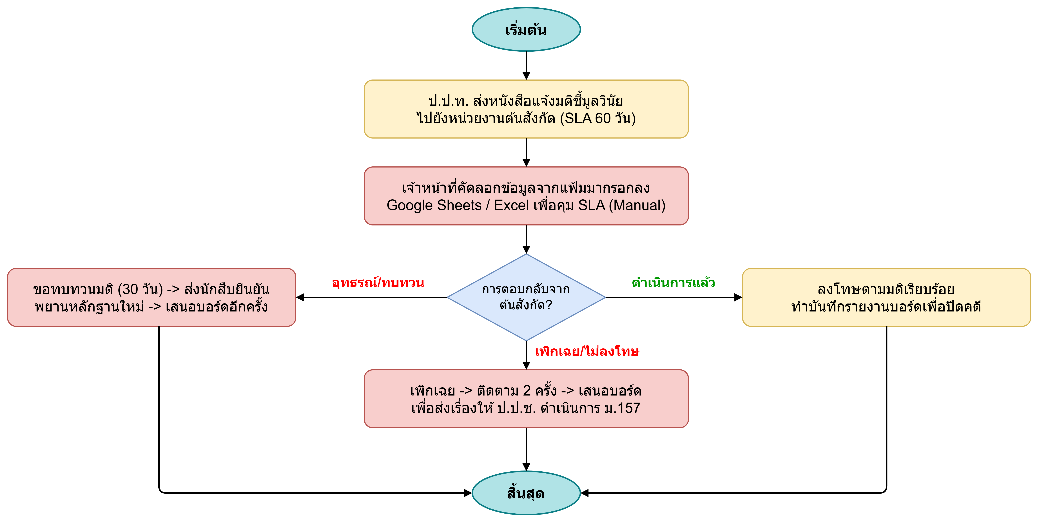 เริ่มต้น
ป.ป.ท. ส่งหนังสือแจ้งมติชี้มูลวินัย
ไปยังหน่วยงานต้นสังกัด (SLA 60 วัน)
เจ้าหน้าที่คัดลอกข้อมูลจากแฟ้มมากรอกลง
Google Sheets / Excel เพื่อคุม SLA (Manual)
การตอบกลับจาก
ต้นสังกัด?
อุทธรณ์/ทบทวน
ขอทบทวนมติ (30 วัน) -> ส่งนักสืบยืนยัน
พยานหลักฐานใหม่ -> เสนอบอร์ดอีกครั้ง
ดำเนินการแล้ว
ลงโทษตามมติเรียบร้อย
ทำบันทึกรายงานบอร์ดเพื่อปิดคดี
เพิกเฉย/ไม่ลงโทษ
เพิกเฉย -> ติดตาม 2 ครั้ง -> เสนอบอร์ด
เพื่อส่งเรื่องให้ ป.ป.ช. ดำเนินการ ม.157
สิ้นสุด